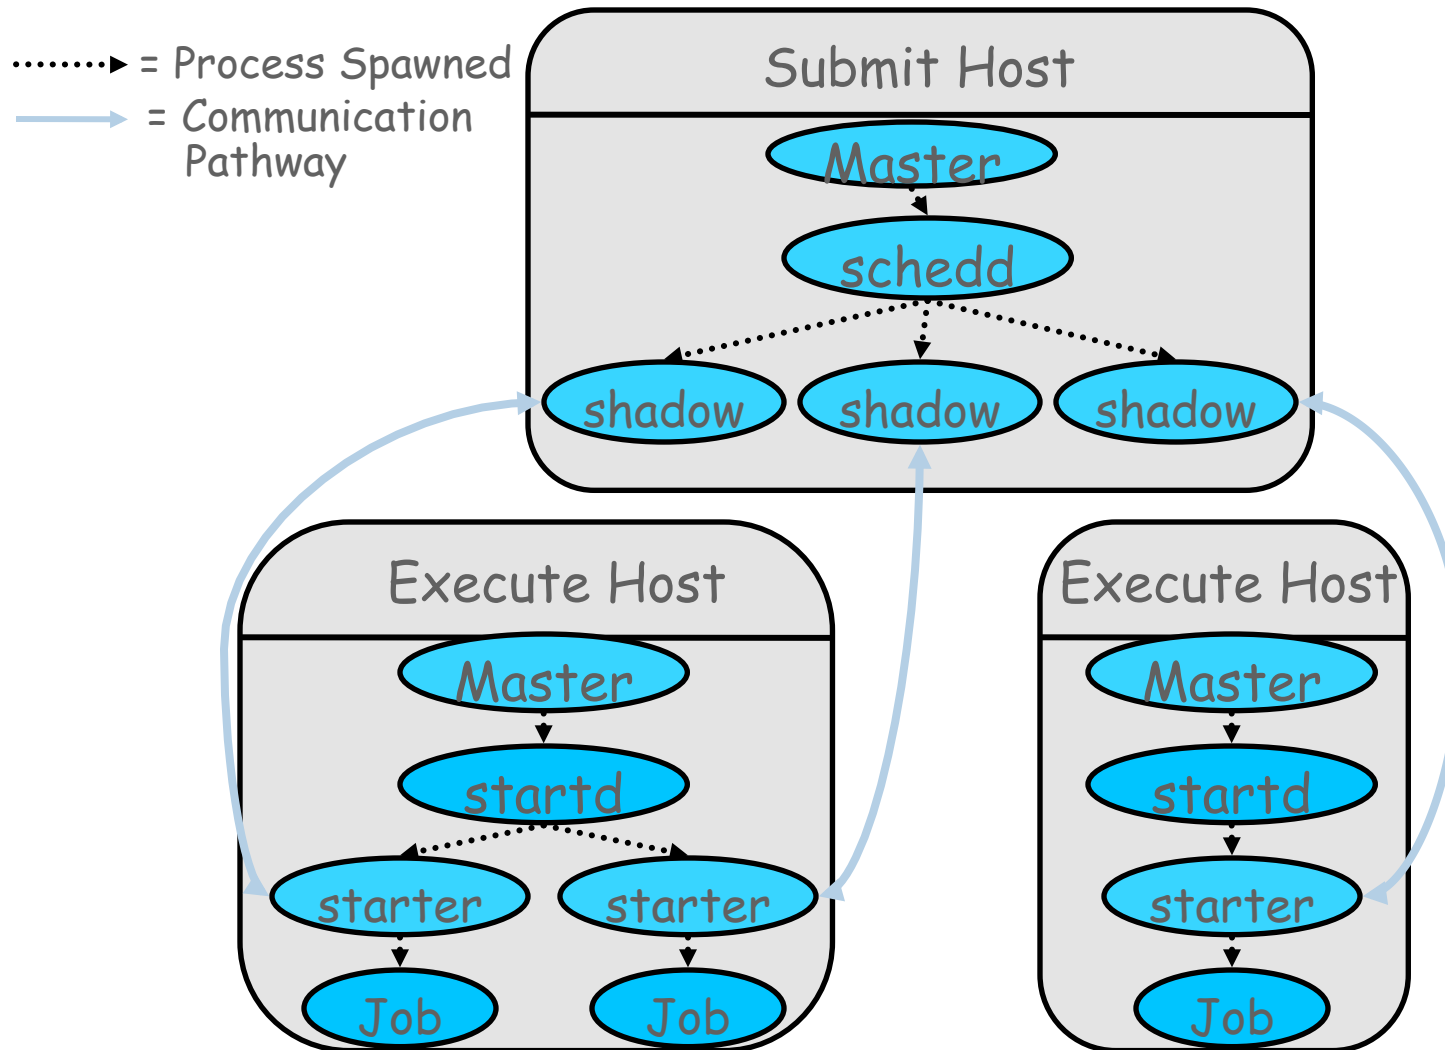 = Process Spawned
= Communication
Pathway
Submit Host
Master
schedd
shadow shadow shadow
Execute Host
Master
startd
starter starter
Job Job
Execute Host
Master
startd
starter
Job